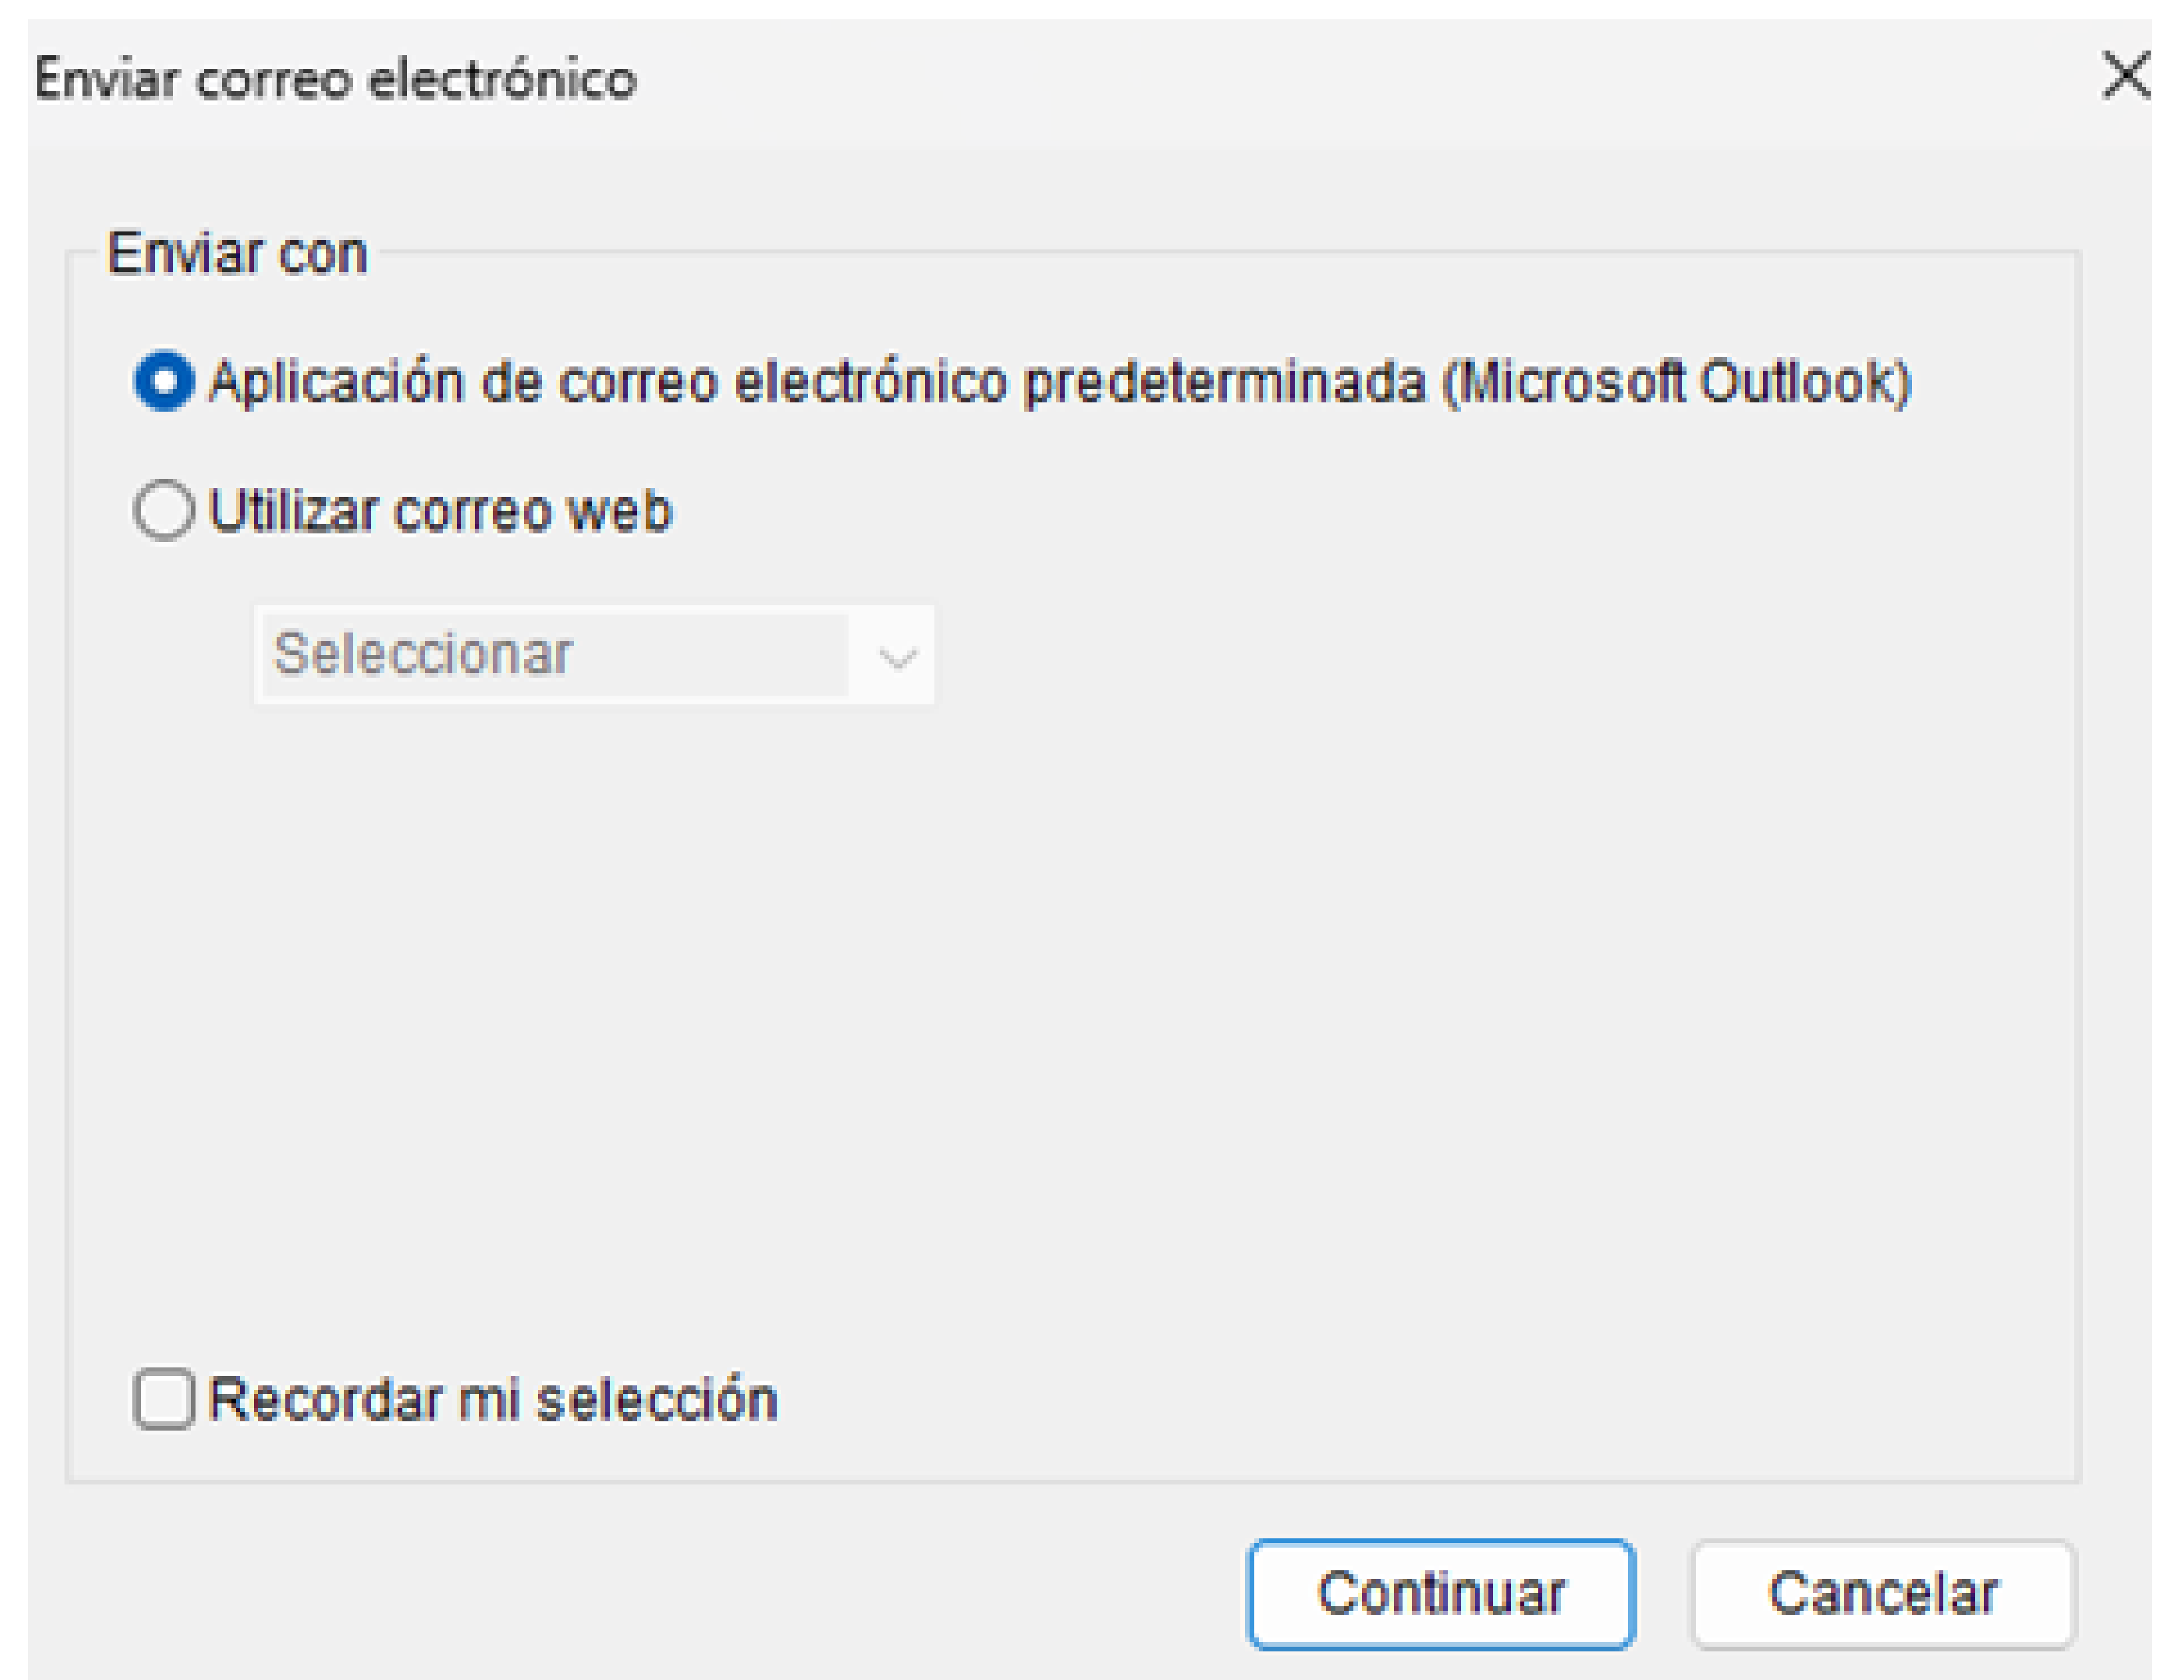 Enviar correo electrónico
Enviar con
Aplicación de correo electrónico predeterminada (Microsoft Outlook)
Utilizar correo web
Seleccionar
Recordar mi selección
Continuar
Cancelar